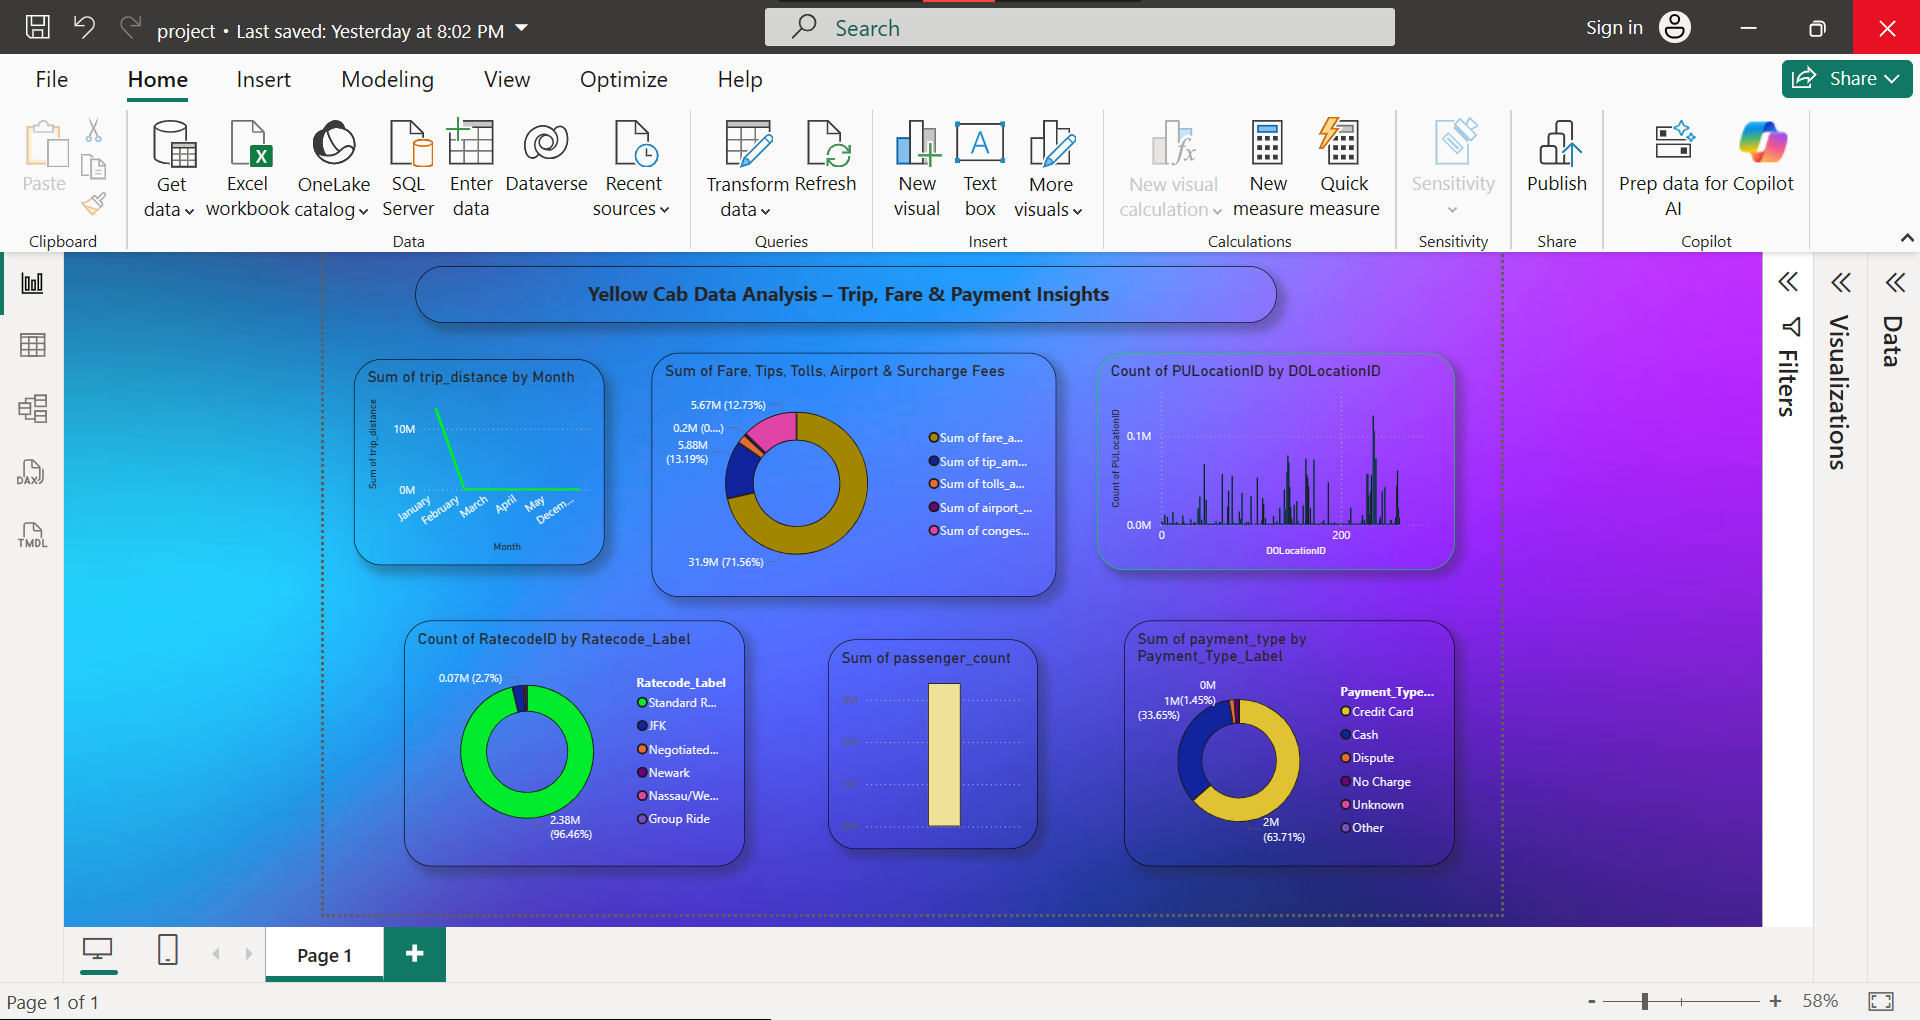 project • Last saved: Yesterday at 8:02 PM
Search
Sign in
File
Home
Insert
Modeling
View
Optimize
Help
Share
Paste
Get data
Excel workbook
OneLake catalog
SQL Server
Enter data
Dataverse
Recent sources
Transform data
Refresh
New visual
Text box
More visuals
New visual calculation
New measure
Quick measure
Sensitivity
Publish
Prep data for AI
Copilot
Clipboard
Data
Queries
Insert
Calculations
Sensitivity
Share
Copilot
DAX
TMDL
Yellow Cab Data Analysis – Trip, Fare & Payment Insights
Sum of trip_distance by Month
Sum of trip_distance
10M
0M
January
February
March
April
May
Decem...
Month
Sum of Fare, Tips, Tolls, Airport & Surcharge Fees
5.67M (12.73%)
0.2M (0....)
5.88M
(13.19%)
31.9M (71.56%)
Sum of fare_a...
Sum of tip_am...
Sum of tolls_a...
Sum of airport_...
Sum of conges...
Count of PULocationID by DOLocationID
Count of PULocationID
0.1M
0.0M
0
200
DOLocationID
Count of RatecodeID by Ratecode_Label
0.07M (2.7%)
2.38M
(96.46%)
Ratecode_Label
Standard R...
JFK
Negotiated...
Newark
Nassau/We...
Group Ride
Sum of passenger_count
3M
2M
1M
0M
Sum of payment_type by
Payment_Type_Label
0M
(1.45%)
1M
(33.65%)
2M
(63.71%)
Payment_Type...
Credit Card
Cash
Dispute
No Charge
Unknown
Other
Filters
Visualizations
Data
Page 1
Page 1 of 1
- + 58%